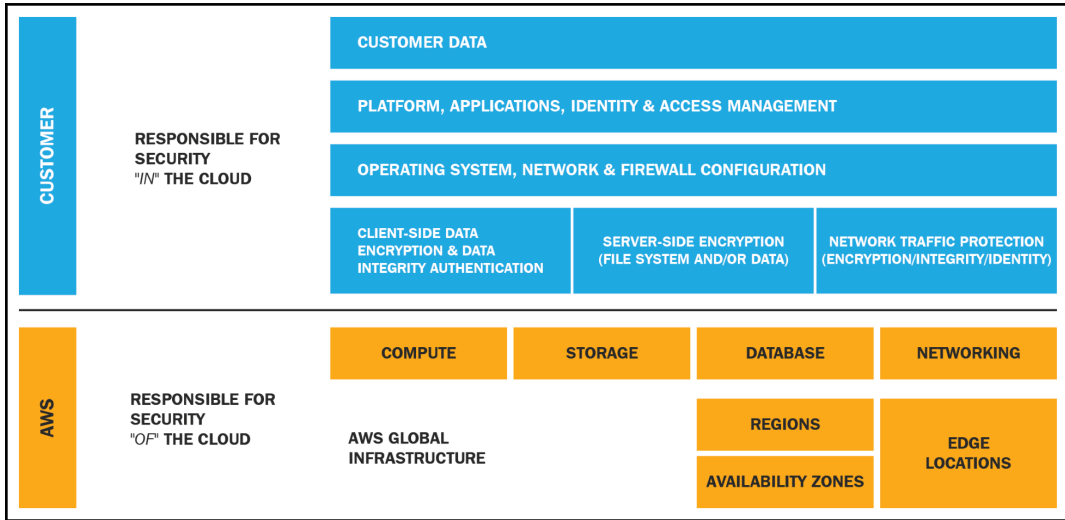 CUSTOMER
RESPONSIBLE FOR
SECURITY
"IN" THE CLOUD
CUSTOMER DATA
PLATFORM, APPLICATIONS, IDENTITY & ACCESS MANAGEMENT
OPERATING SYSTEM, NETWORK & FIREWALL CONFIGURATION
CLIENT-SIDE DATA
ENCRYPTION & DATA
INTEGRITY AUTHENTICATION
SERVER-SIDE ENCRYPTION
(FILE SYSTEM AND/OR DATA)
NETWORK TRAFFIC PROTECTION
(ENCRYPTION/INTEGRITY/IDENTITY)
AWS
RESPONSIBLE FOR
SECURITY
"OF" THE CLOUD
COMPUTE
STORAGE
DATABASE
NETWORKING
AWS GLOBAL
INFRASTRUCTURE
REGIONS
AVAILABILITY ZONES
EDGE
LOCATIONS